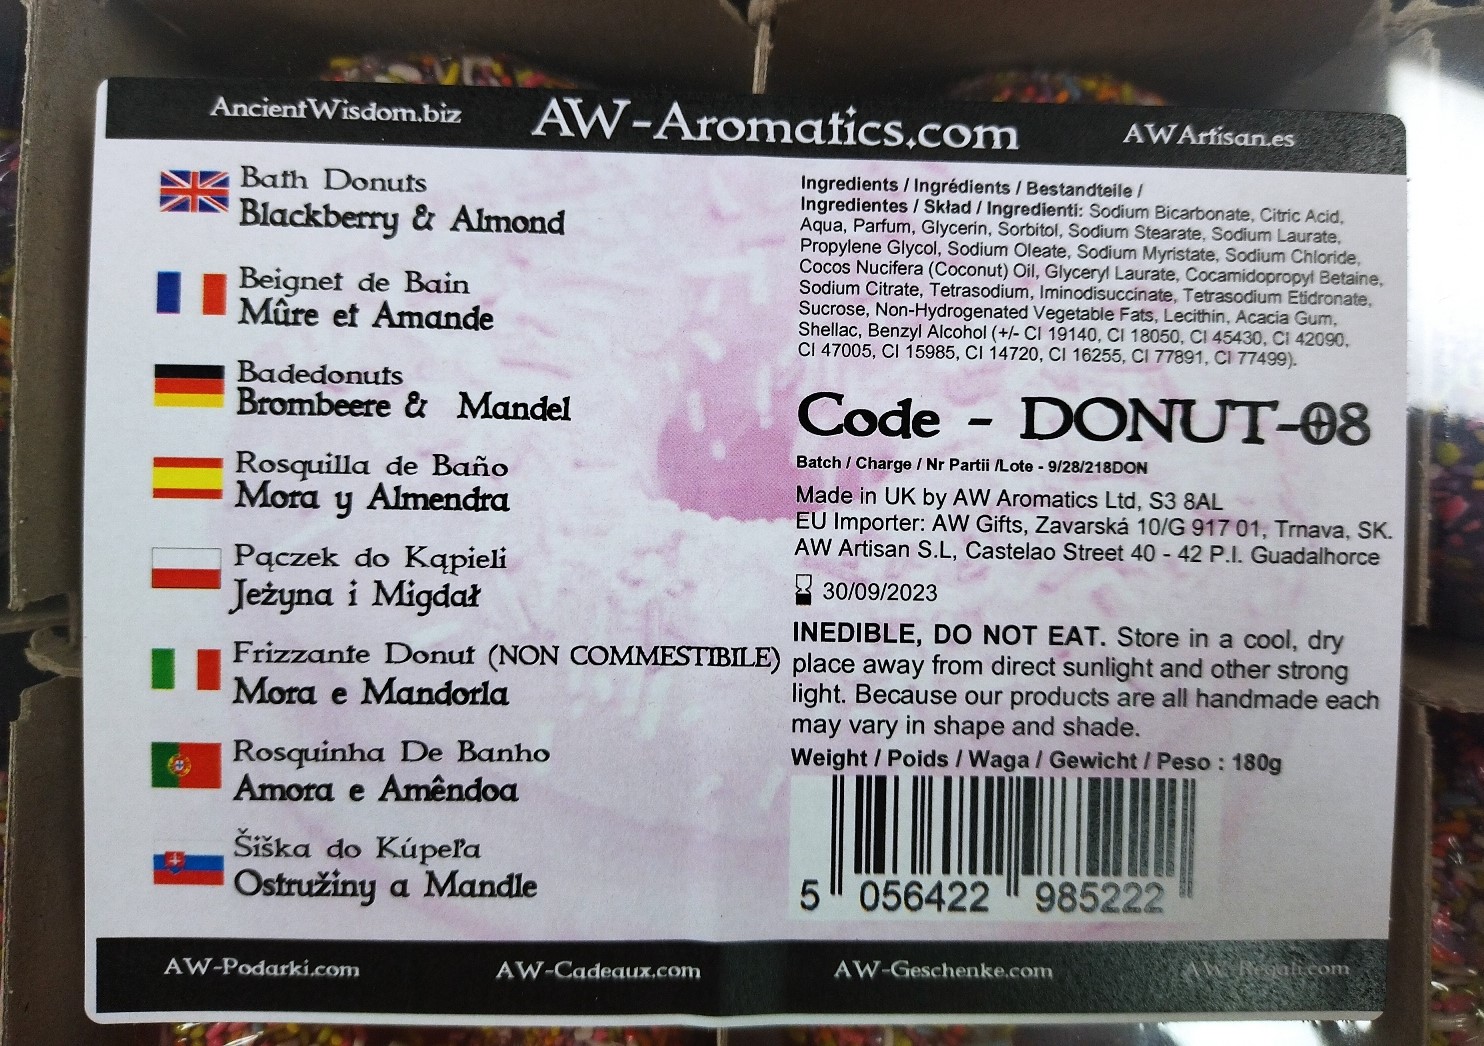 AncientWisdom.biz
AW-Aromatics.com
AWArtisan.es
Bath Donuts
Blackberry & Almond
Beignet de Bain
Mûre et Amande
Badedonuts
Brombeere & Mandel
Rosquilla de Baño
Mora y Almendra
Pączek do Kąpieli
Jeżyna i Migdał
Frizzante Donut (NON COMMESTIBILE)
Mora e Mandorla
Rosquinha De Banho
Amora e Amêndoa
Šiška do Kúpeľa
Ostružiny a Mandle
Ingredients / Ingrédients / Bestandteile /
Ingredientes / Skład / Ingredienti: Sodium Bicarbonate, Citric Acid,
Aqua, Parfum, Glycerin, Sorbitol, Sodium Stearate, Sodium Laurate,
Propylene Glycol, Sodium Oleate, Sodium Myristate, Sodium Chloride,
Cocos Nucifera (Coconut) Oil, Glyceryl Laurate, Cocamidopropyl Betaine,
Sodium Citrate, Tetrasodium, Iminodisuccinate, Tetrasodium Etidronate,
Sucrose, Non-Hydrogenated Vegetable Fats, Lecithin, Acacia Gum,
Shellac, Benzyl Alcohol (+/- CI 19140, CI 18050, CI 45430, CI 42090,
CI 47005, CI 15985, CI 14720, CI 16255, CI 77891, CI 77499).
Code - DONUT-08
Batch / Charge / Nr Partii /Lote - 9/28/218DON
Made in UK by AW Aromatics Ltd, S3 8AL
EU Importer: AW Gifts, Zavarská 10/G 917 01, Trnava, SK.
AW Artisan S.L, Castelao Street 40 - 42 P.I. Guadalhorce
30/09/2023
INEDIBLE, DO NOT EAT. Store in a cool, dry
place away from direct sunlight and other strong
light. Because our products are all handmade each
may vary in shape and shade.
Weight / Poids / Waga / Gewicht / Peso : 180g
5 056422 985222
AW-Podarki.com
AW-Cadeaux.com
AW-Geschenke.com
AW-Regali.com